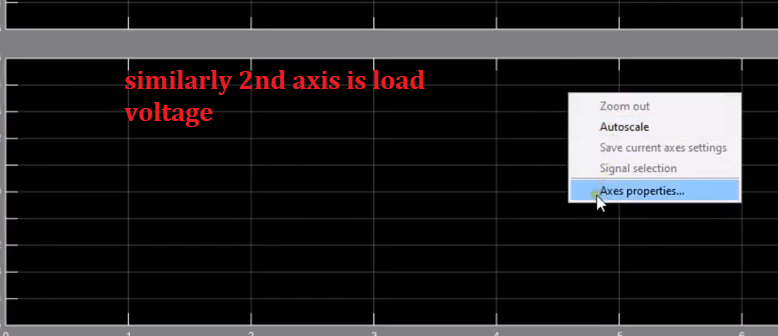 similarly 2nd axis is load
voltage
Zoom out
Autoscale
Save current axes settings
Signal selection
Axes properties...
0 1 2 3 4 5 6